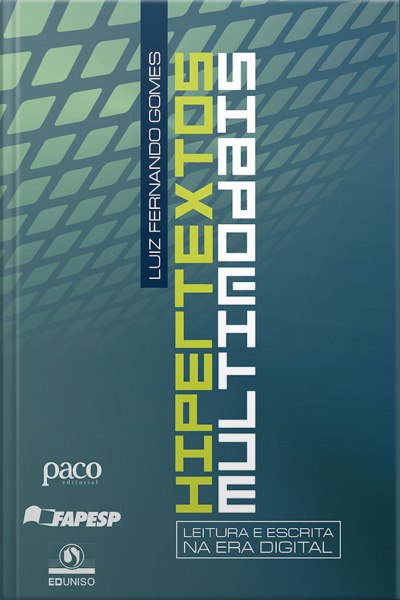 LUIZ FERNANDO GOMES
HIPERTEXTOS
MULTIMODAIS
LEITURA E ESCRITA
NA ERA DIGITAL
paco
editorial
FAPESP
EDUNISO